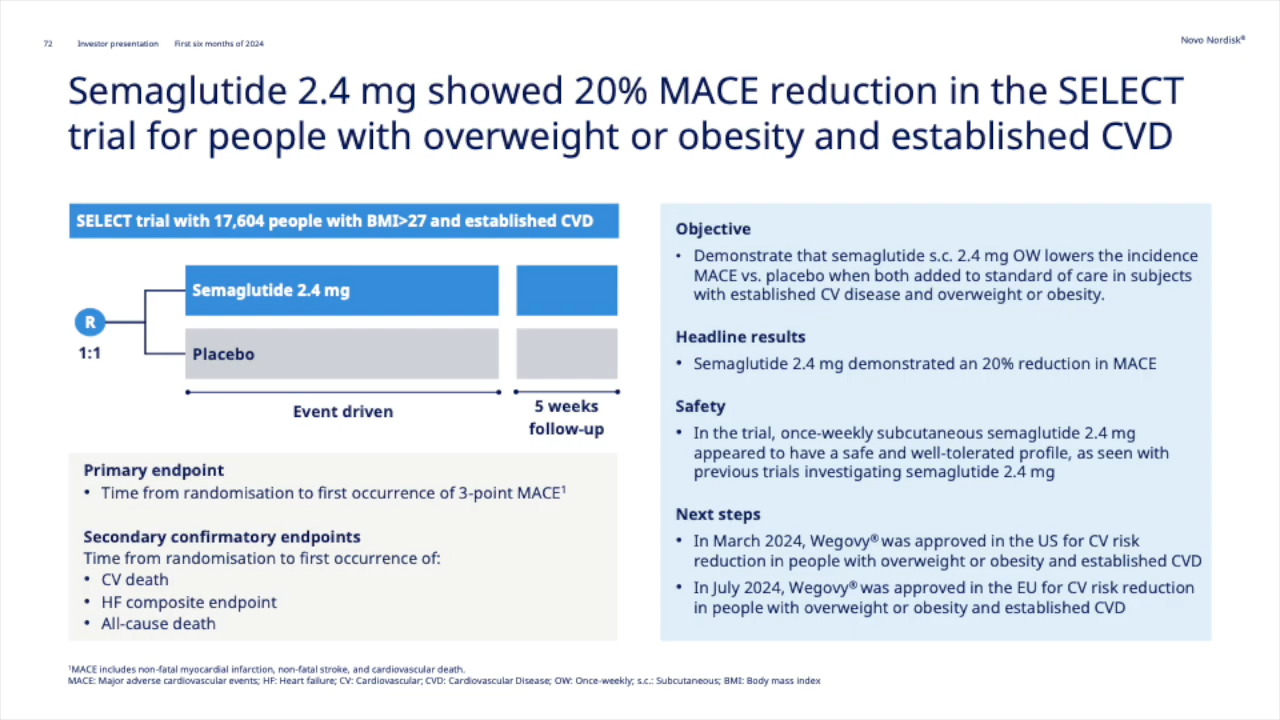 72 Investor presentation First six months of 2024
Novo Nordisk®
Semaglutide 2.4 mg showed 20% MACE reduction in the SELECT
trial for people with overweight or obesity and established CVD
SELECT trial with 17,604 people with BMI>27 and established CVD
R
1:1
Semaglutide 2.4 mg
Placebo
Event driven
5 weeks
follow-up
Primary endpoint
• Time from randomisation to first occurrence of 3-point MACE¹
Secondary confirmatory endpoints
Time from randomisation to first occurrence of:
• CV death
• HF composite endpoint
• All-cause death
Objective
• Demonstrate that semaglutide s.c. 2.4 mg OW lowers the incidence
MACE vs. placebo when both added to standard of care in subjects
with established CV disease and overweight or obesity.
Headline results
• Semaglutide 2.4 mg demonstrated an 20% reduction in MACE
Safety
• In the trial, once-weekly subcutaneous semaglutide 2.4 mg
appeared to have a safe and well-tolerated profile, as seen with
previous trials investigating semaglutide 2.4 mg
Next steps
• In March 2024, Wegovy® was approved in the US for CV risk
reduction in people with overweight or obesity and established CVD
• In July 2024, Wegovy® was approved in the EU for CV risk reduction
in people with overweight or obesity and established CVD
¹MACE includes non-fatal myocardial infarction, non-fatal stroke, and cardiovascular death.
MACE: Major adverse cardiovascular events; HF: Heart failure; CV: Cardiovascular; CVD: Cardiovascular Disease; OW: Once-weekly; s.c.: Subcutaneous; BMI: Body mass index